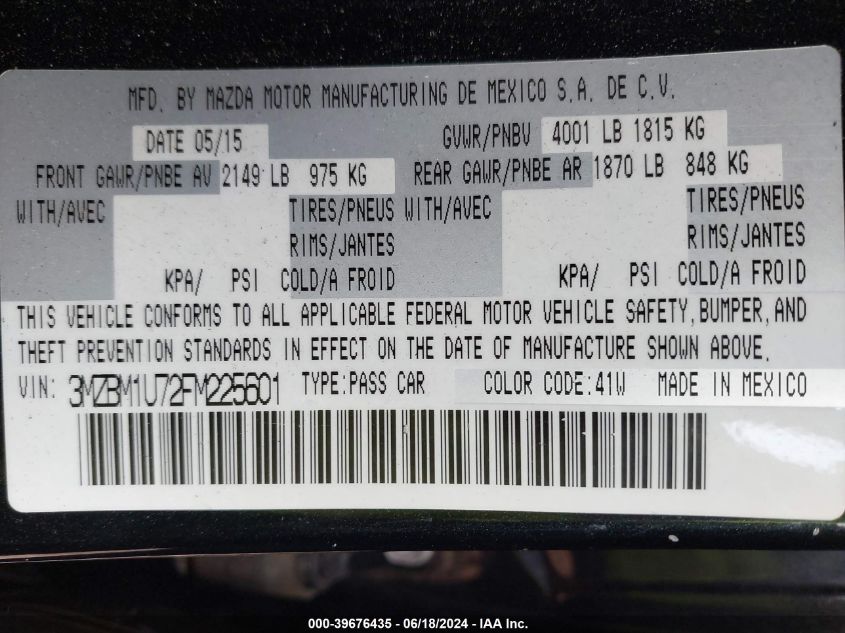 MFD. BY MAZDA MOTOR MANUFACTURING DE MEXICO S.A. DE C.V.
DATE 05/15 GVWR/PNBV 4001 LB 1815 KG
FRONT GAWR/PNBE AV 2149 LB 975 KG REAR GAWR/PNBE AR 1870 LB 848 KG
WITH/AVEC TIRES/PNEUS WITH/AVEC TIRES/PNEUS
RIMS/JANTES RIMS/JANTES
KPA/ PSI COLD/A FROID KPA/ PSI COLD/A FROID
THIS VEHICLE CONFORMS TO ALL APPLICABLE FEDERAL MOTOR VEHICLE SAFETY, BUMPER, AND
THEFT PREVENTION STANDARDS IN EFFECT ON THE DATE OF MANUFACTURE SHOWN ABOVE.
VIN: 3MZBM1U72FM225601 TYPE:PASS CAR COLOR CODE:41W MADE IN MEXICO
000-39676435 - 06/18/2024 - IAA Inc.